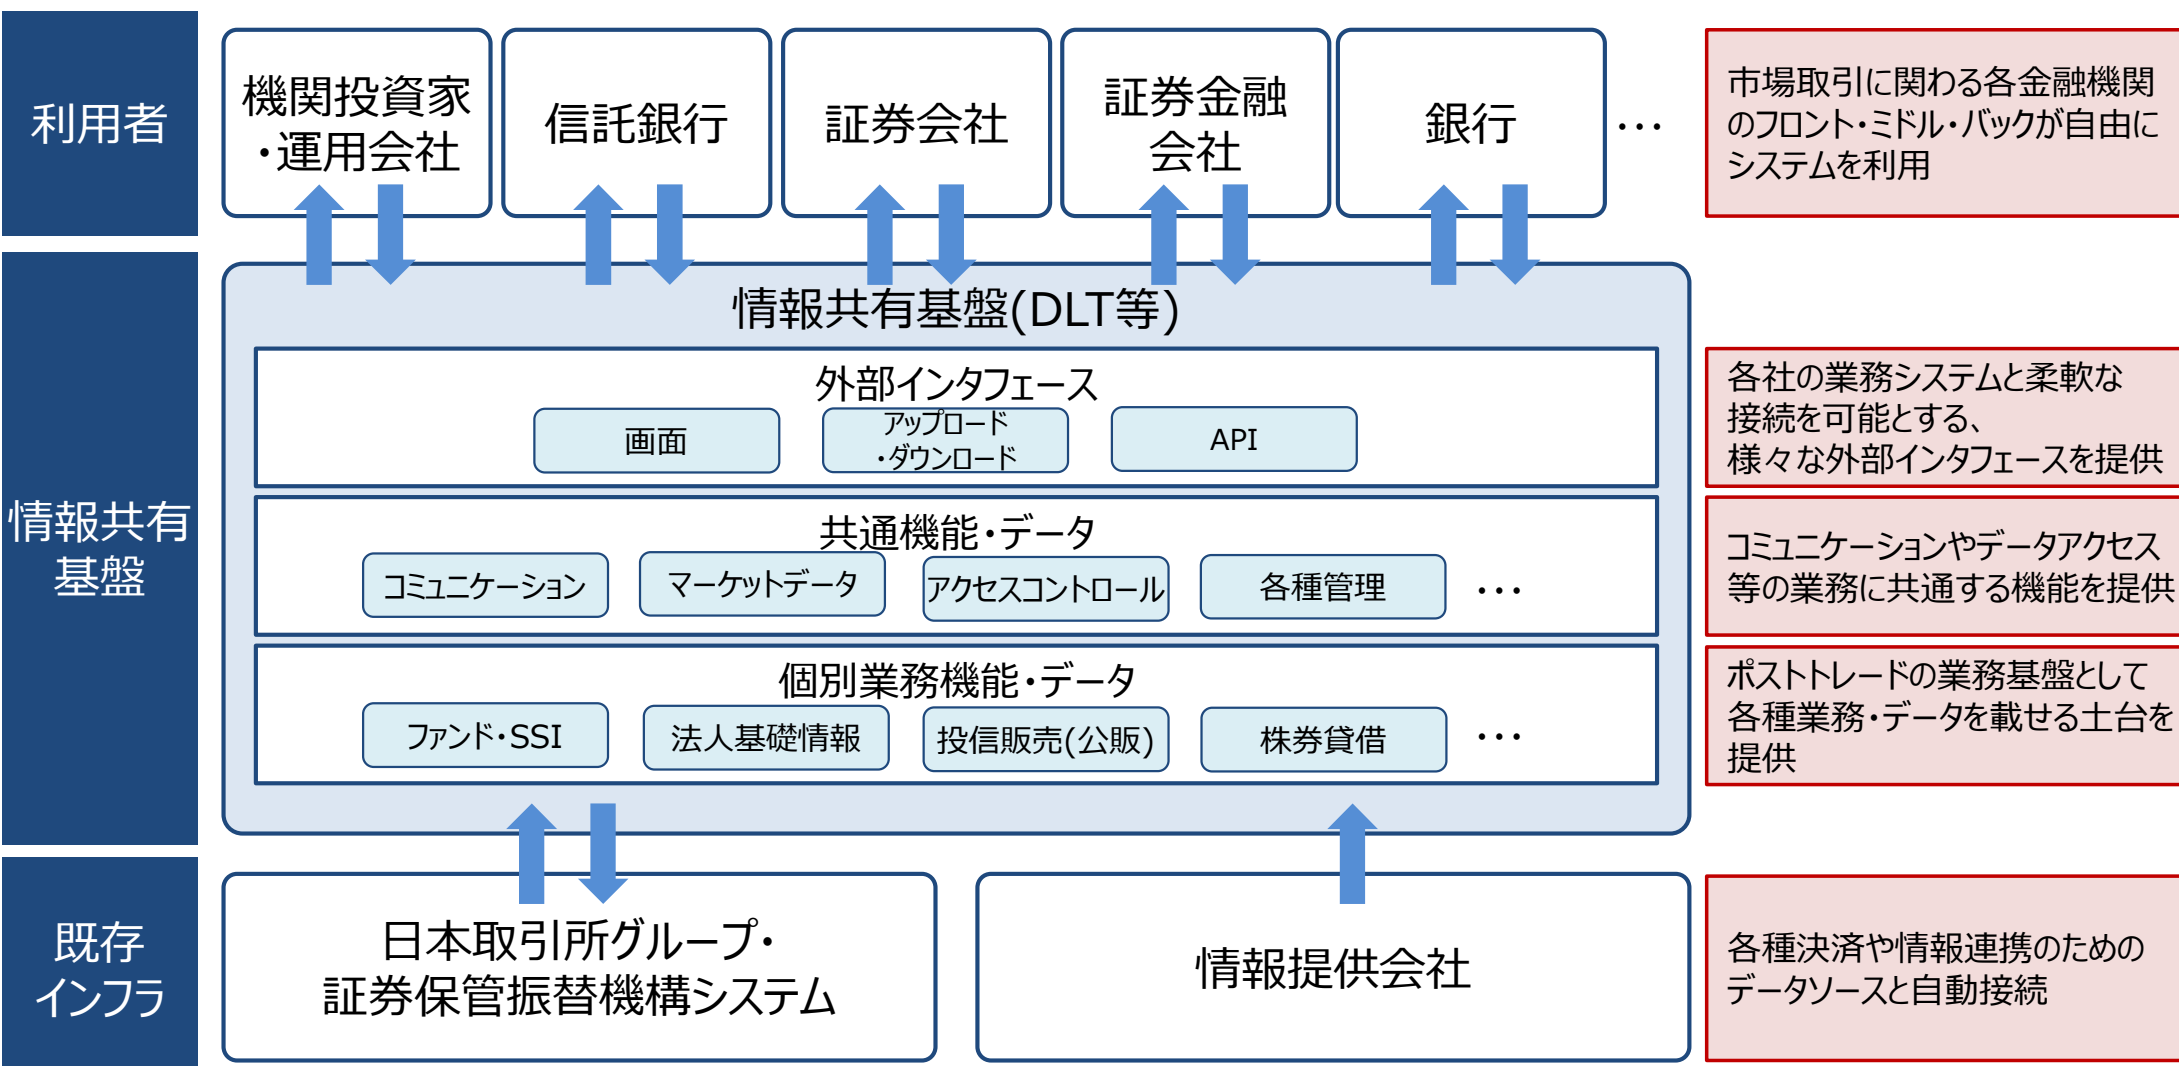 利用者
機関投資家
・運用会社
信託銀行
証券会社
証券金融
会社
銀行
…
市場取引に関わる各金融機関
のフロント・ミドル・バックが自由に
システムを利用
情報共有
基盤
情報共有基盤(DLT等)
外部インタフェース
画面
アップロード
・ダウンロード
API
各社の業務システムと柔軟な
接続を可能とする、
様々な外部インタフェースを提供
共通機能・データ
コミュニケーション
マーケットデータ
アクセスコントロール
各種管理
…
コミュニケーションやデータアクセス
等の業務に共通する機能を提供
個別業務機能・データ
ファンド・SSI
法人基礎情報
投信販売(公販)
株券貸借
…
ポストトレードの業務基盤として
各種業務・データを載せる土台を
提供
既存
インフラ
日本取引所グループ・
証券保管振替機構システム
情報提供会社
各種決済や情報連携のための
データソースと自動接続